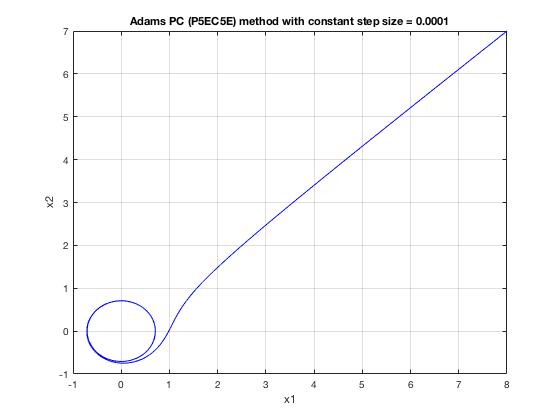 Adams PC (P5EC5E) method with constant step size = 0.0001
7
6
5
4
3
2
1
0
-1
x2
-1 0 1 2 3 4 5 6 7 8
x1